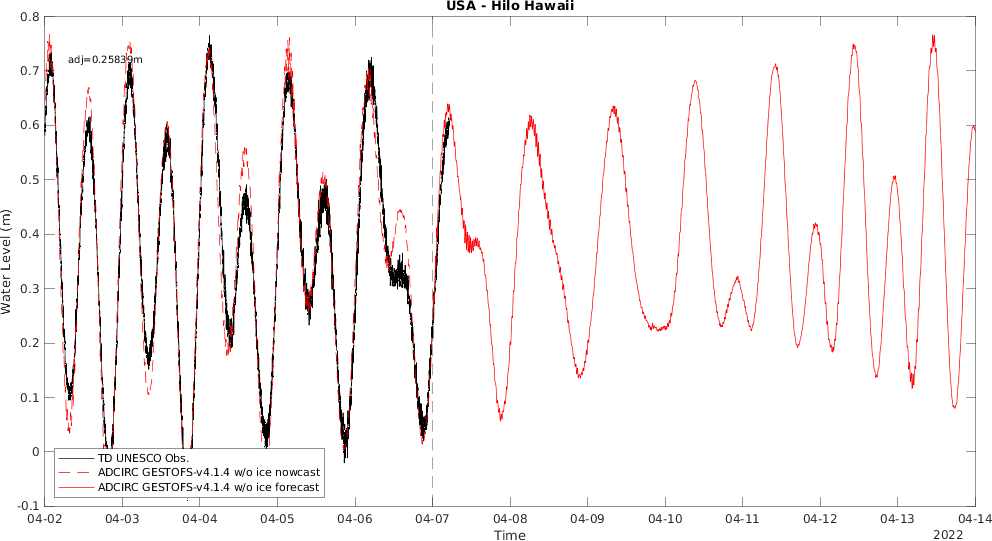 USA - Hilo Hawaii
0.8
0.7
0.6
0.5
0.4
0.3
0.2
0.1
0
-0.1
Water Level (m)
adj=0.25839m
TD UNESCO Obs.
ADCIRC GESTOFS-v4.1.4 w/o ice nowcast
ADCIRC GESTOFS-v4.1.4 w/o ice forecast
04-02 04-03 04-04 04-05 04-06 04-07 04-08 04-09 04-10 04-11 04-12 04-13 04-14
Time
2022